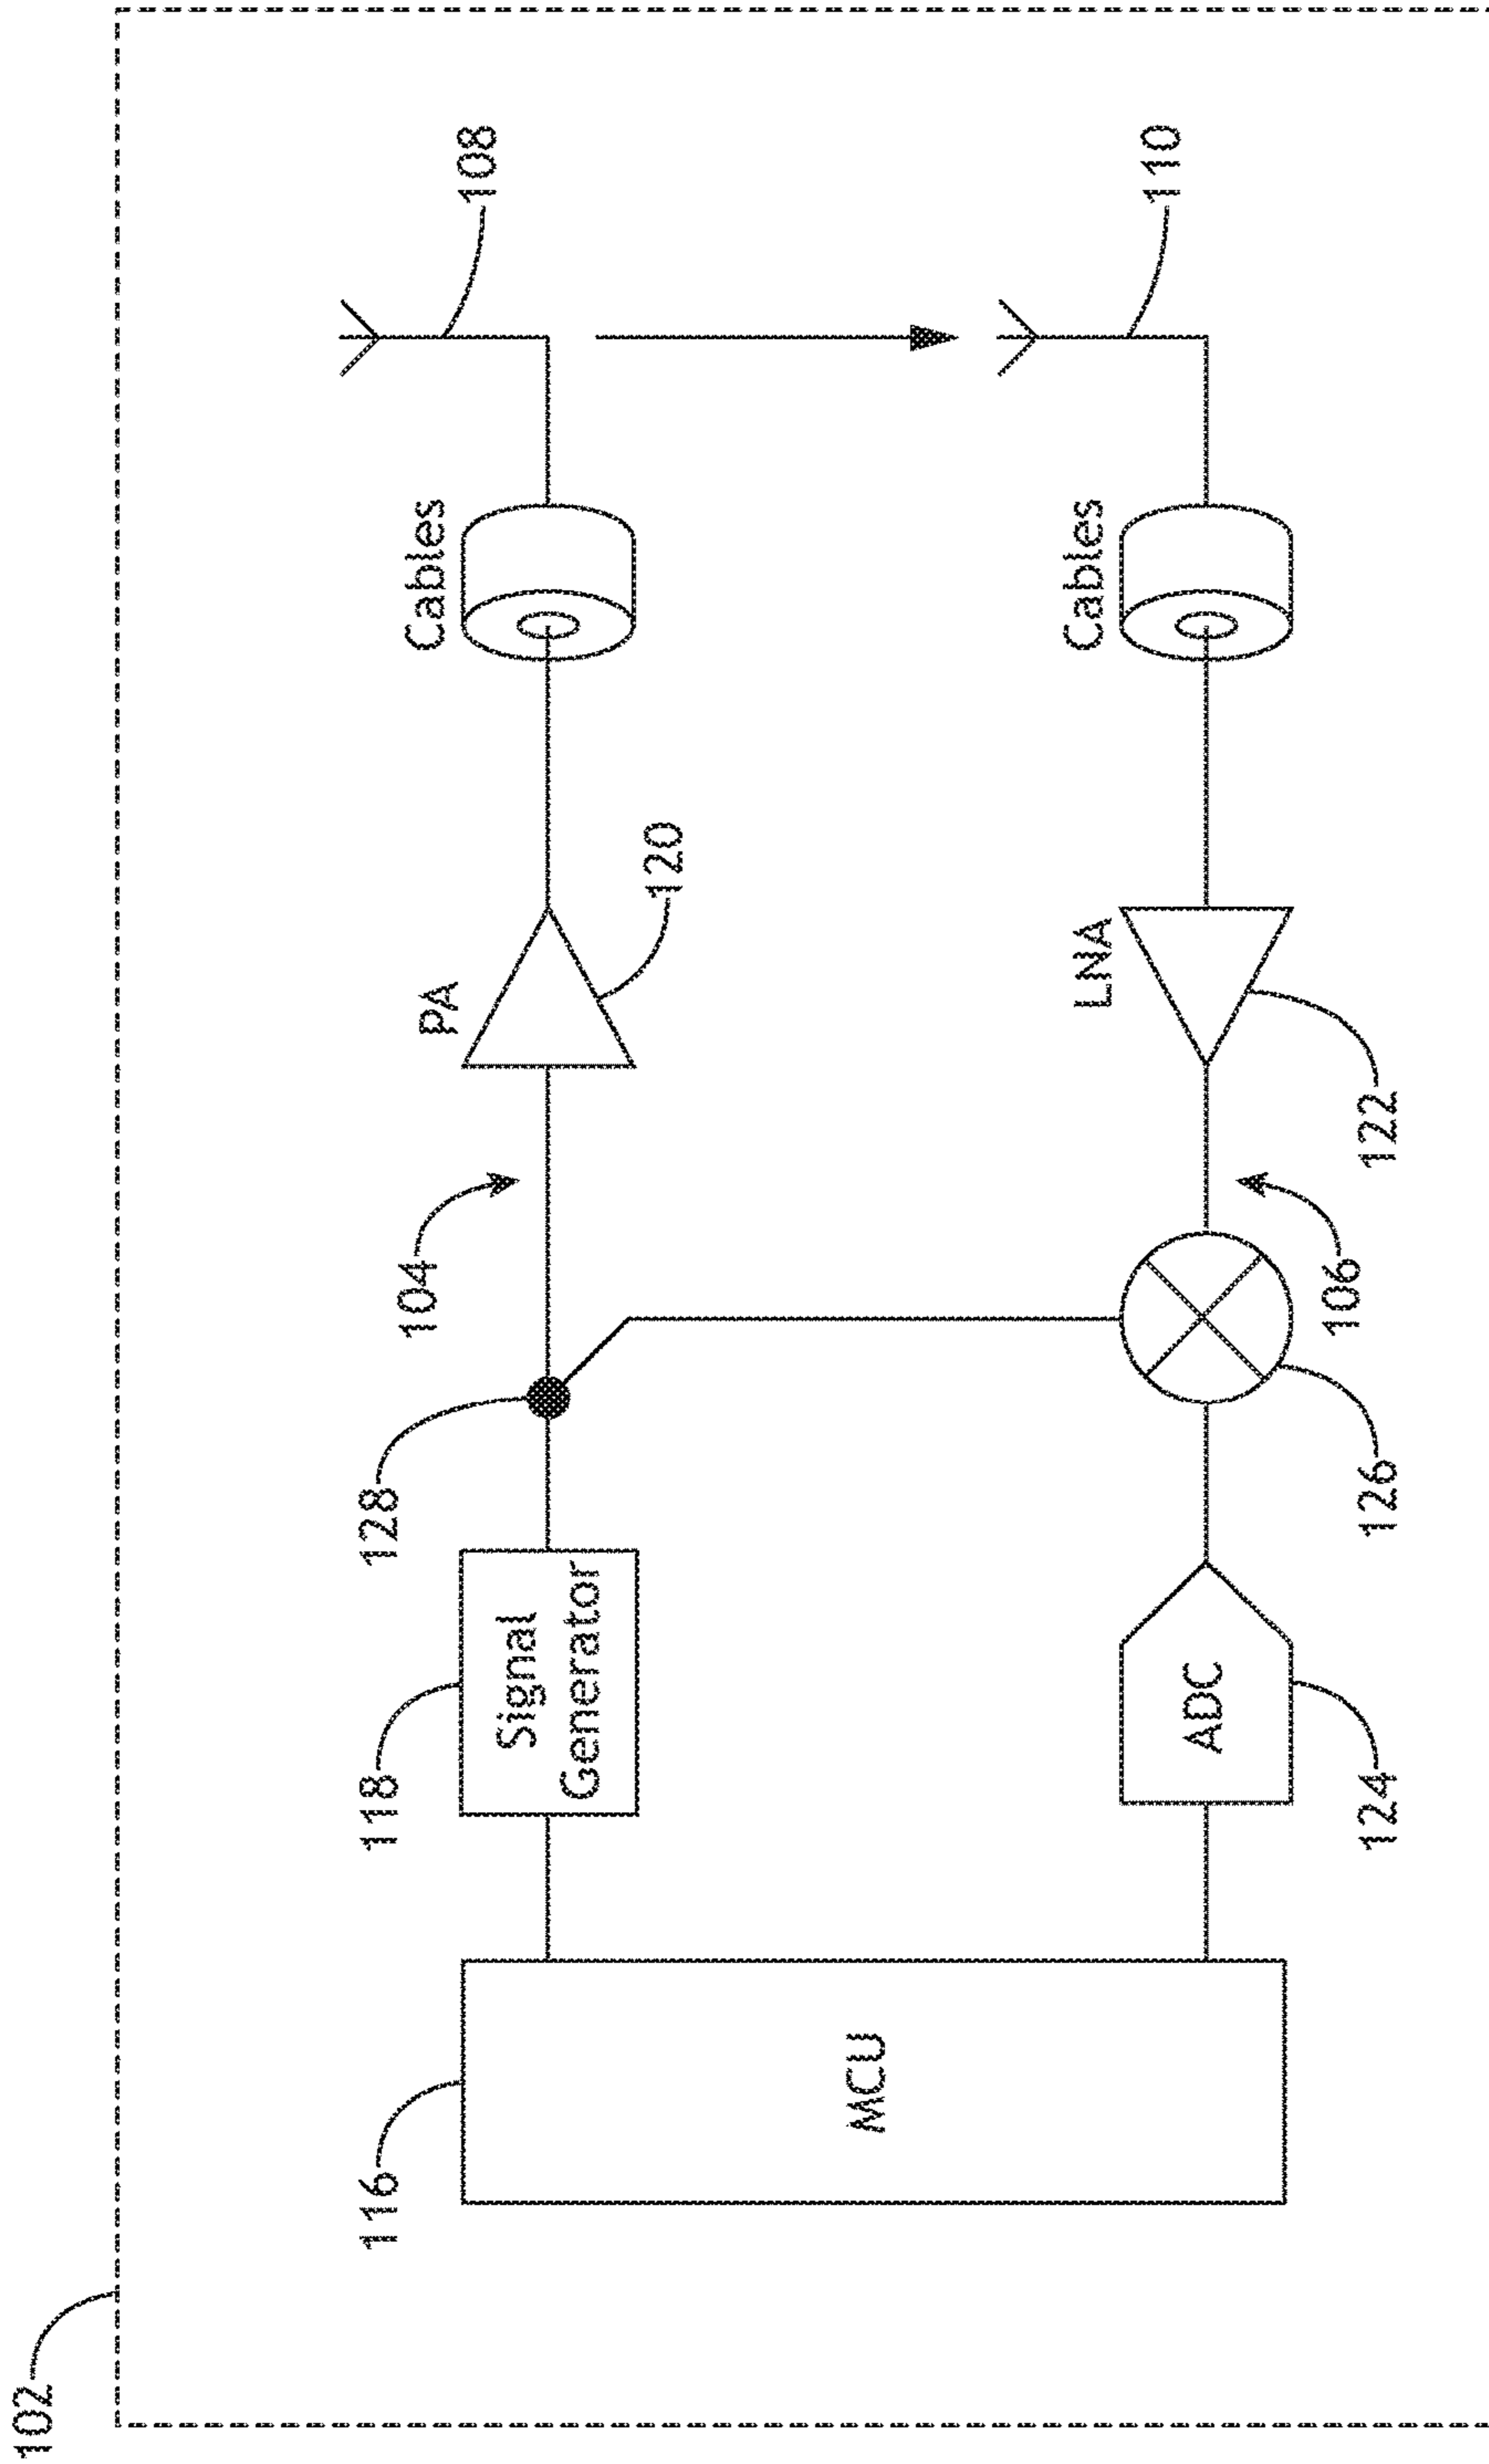 102
116
118
128
104
PA
Cables
108
Signal
Generator
120
MCU
LNA
Cables
110
ADC
106
124
126
122